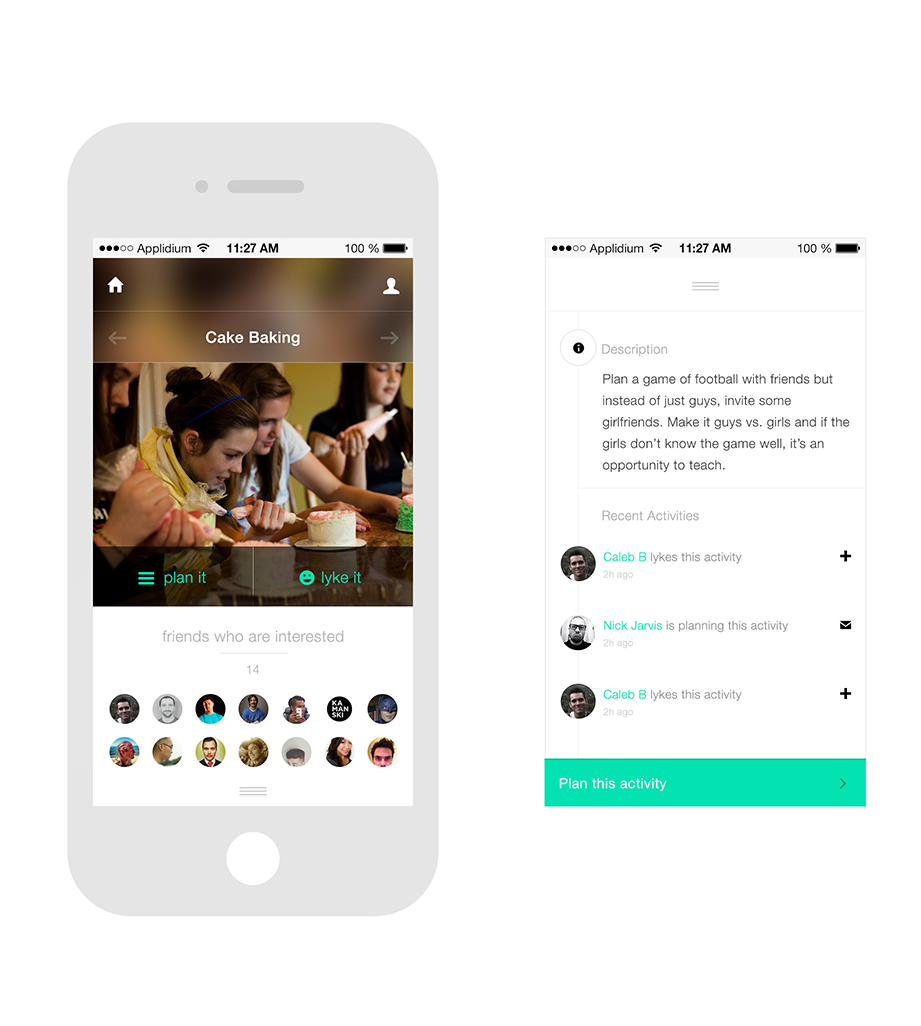 Applidium 11:27 AM 100 %
Cake Baking
plan it lyke it
friends who are interested
14
KA
MAN
SKI
Applidium 11:27 AM 100 %
Description
Plan a game of football with friends but
instead of just guys, invite some
girlfriends. Make it guys vs. girls and if the
girls don’t know the game well, it’s an
opportunity to teach.
Recent Activities
Caleb B lykes this activity
2h ago
Nick Jarvis is planning this activity
2h ago
Caleb B lykes this activity
2h ago
Plan this activity